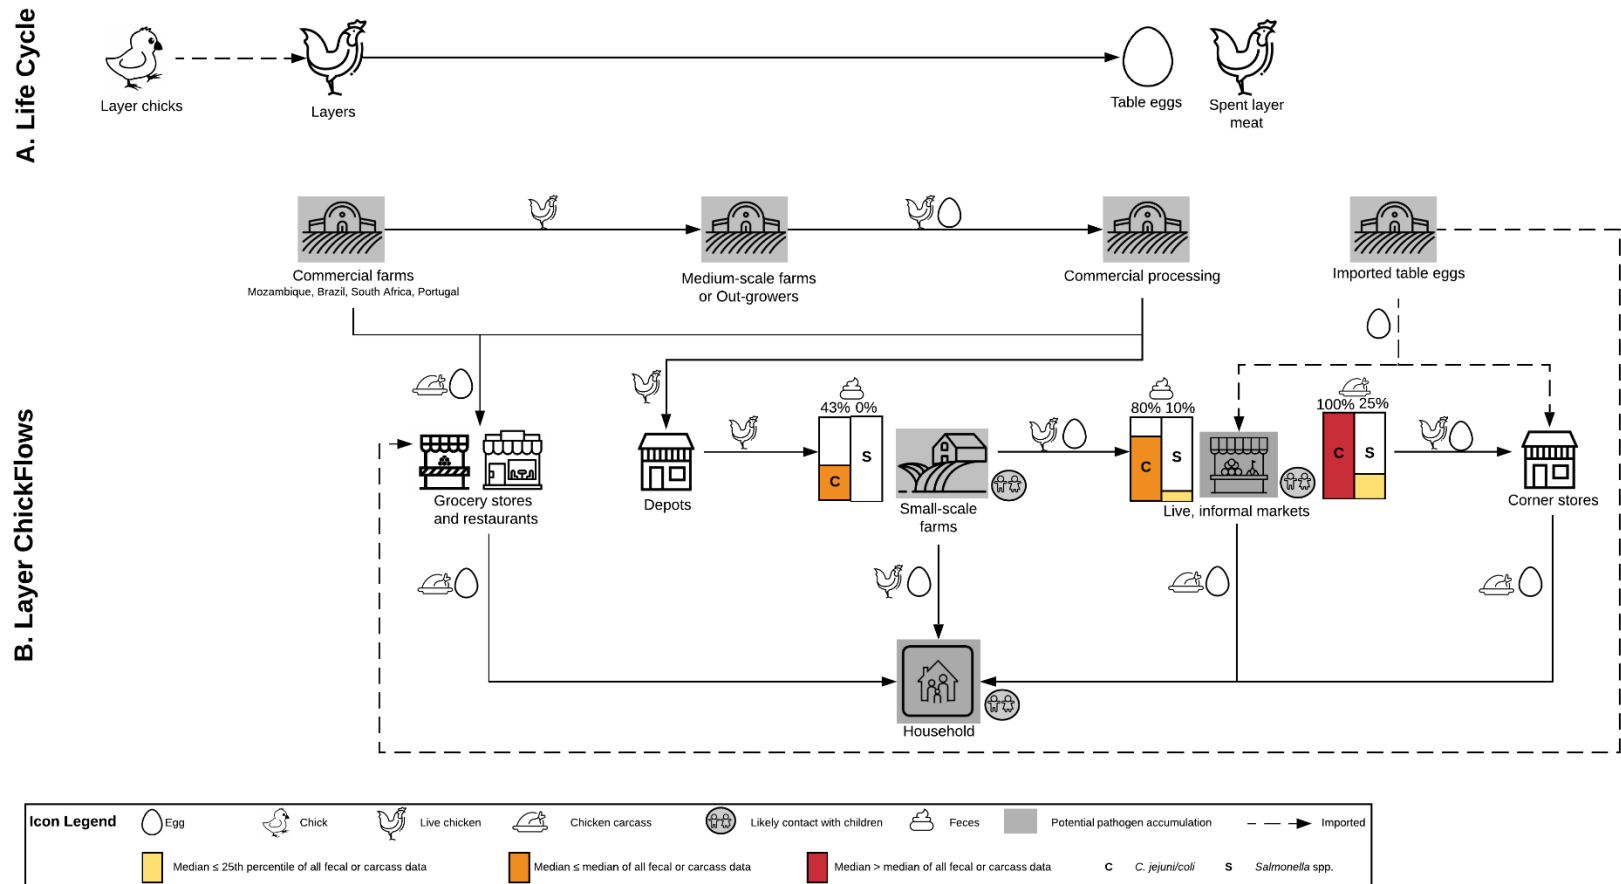 A. Life Cycle
Layer chicks
Layers
Table eggs
Spent layer
meat
B. Layer ChickFlows
Commercial farms
Mozambique, Brazil, South Africa, Portugal
Medium-scale farms
or Out-growers
Commercial processing
Imported table eggs
43% 0%
C
S
80% 10%
C
S
100% 25%
C
S
Grocery stores
and restaurants
Depots
Small-scale
farms
Live, informal markets
Corner stores
Household
Icon Legend
Egg
Chick
Live chicken
Chicken carcass
Likely contact with children
Feces
Potential pathogen accumulation
Imported
Median ≤ 25th percentile of all fecal or carcass data
Median ≤ median of all fecal or carcass data
Median > median of all fecal or carcass data
C C. jejuni/coli
S Salmonella spp.